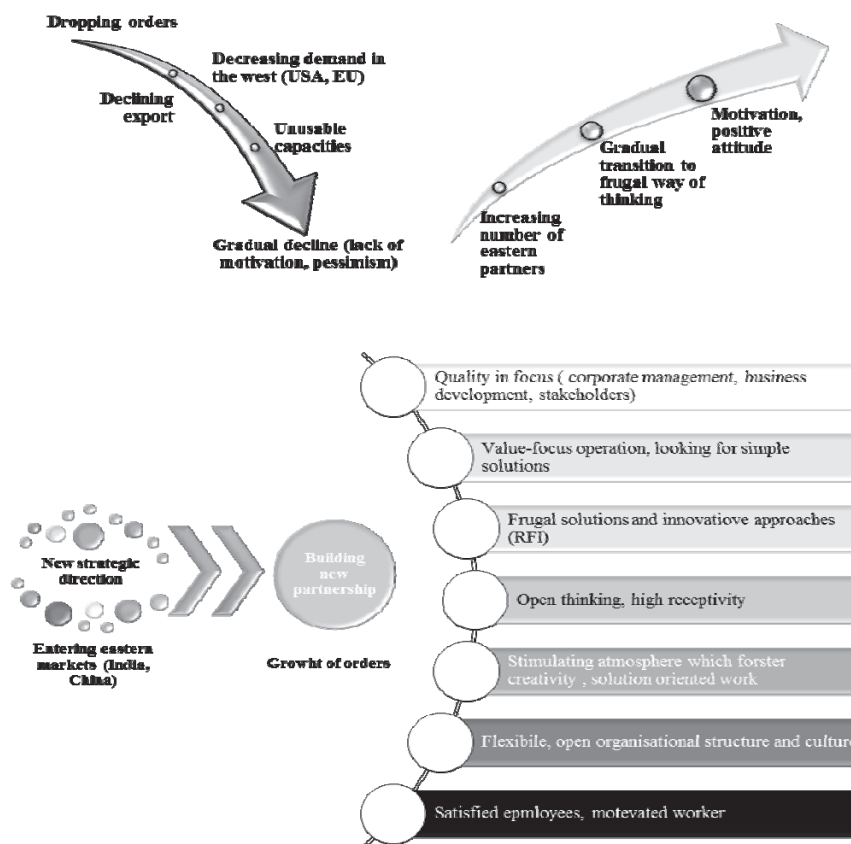 Dropping orders
Decreasing demand in
the west (USA, EU)
Declining
export
Unusable
capacities
Gradual decline (lack of
motivation, pessimism)
Motivation,
positive
attitude
Gradual
transition to
frugal way of
thinking
Increasing
number of
eastern
partners
New strategic
direction
Entering eastern
markets (India,
China)
Building
new
partnership
Growht of orders
Quality in focus ( corporate management, business
development, stakeholders)
Value-focus operation, looking for simple
solutions
Frugal solutions and innovatiove approaches
(RFI)
Open thinking, high receptivity
Stimulating atmosphere which forster
creativity , solution oriented work
Flexibile, open organisational structure and culture
Satisfied epmloyees, motevated worker